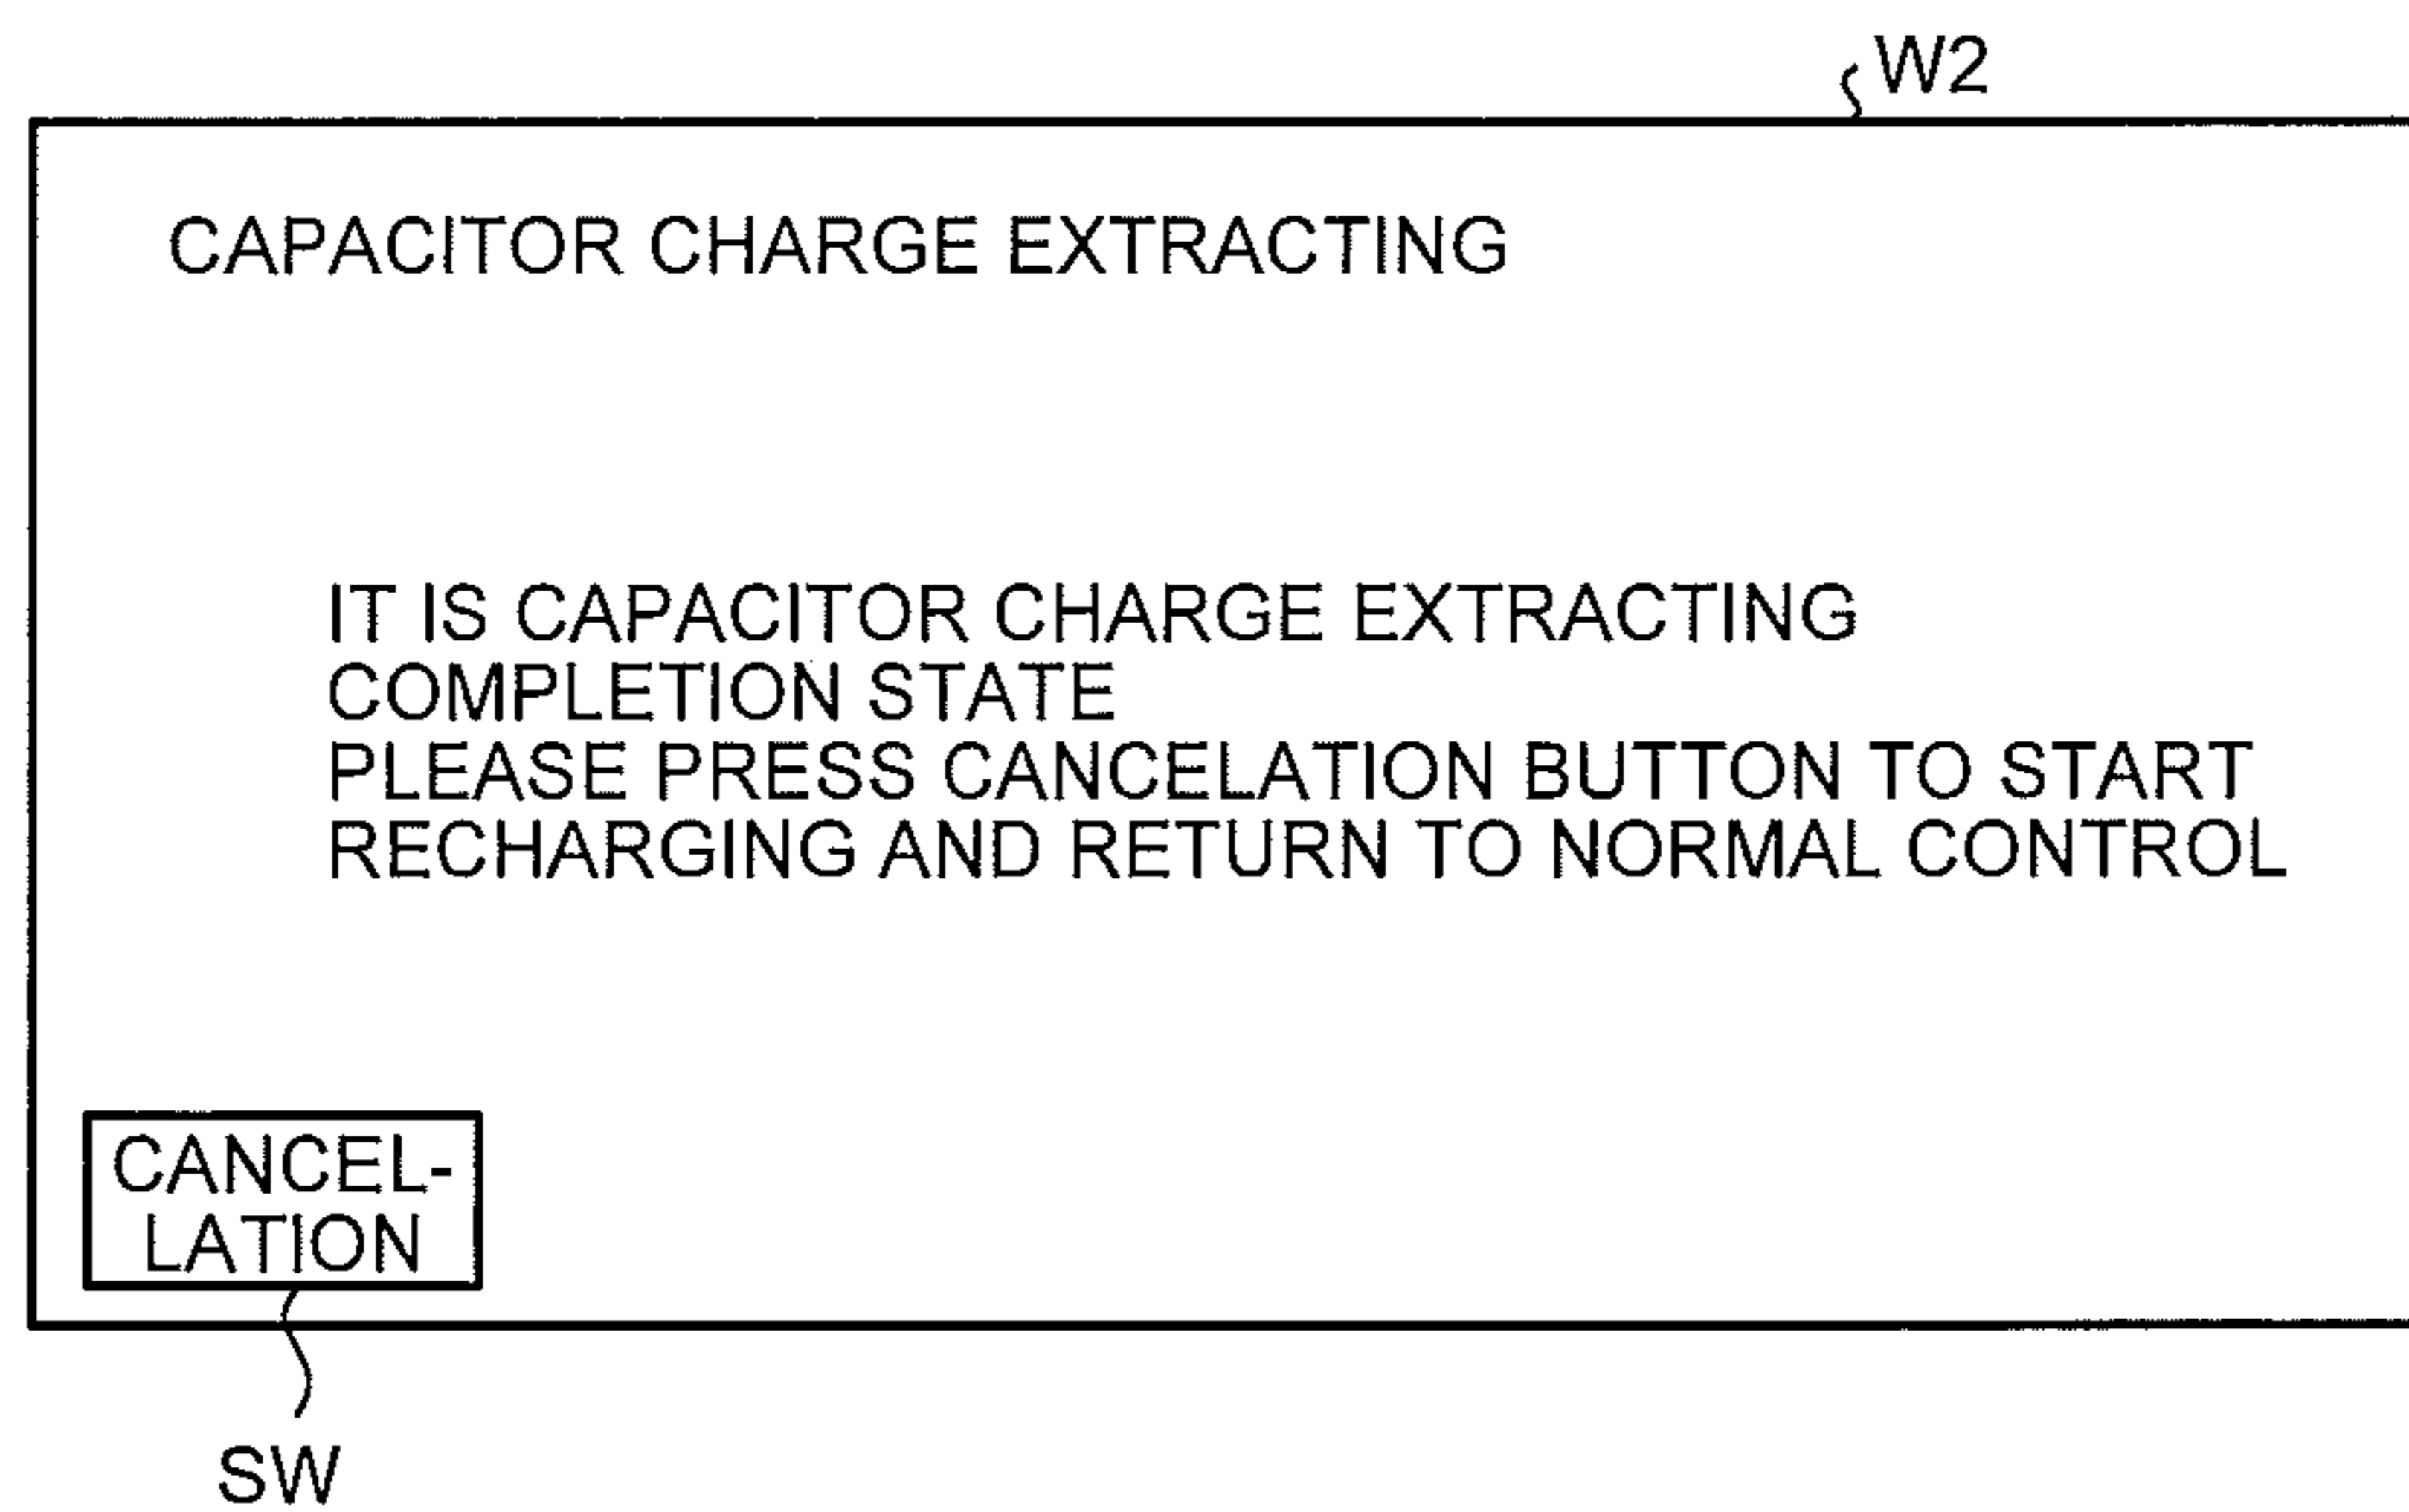 W2
CAPACITOR CHARGE EXTRACTING
IT IS CAPACITOR CHARGE EXTRACTING
COMPLETION STATE
PLEASE PRESS CANCELATION BUTTON TO START
RECHARGING AND RETURN TO NORMAL CONTROL
CANCEL-
LATION
SW